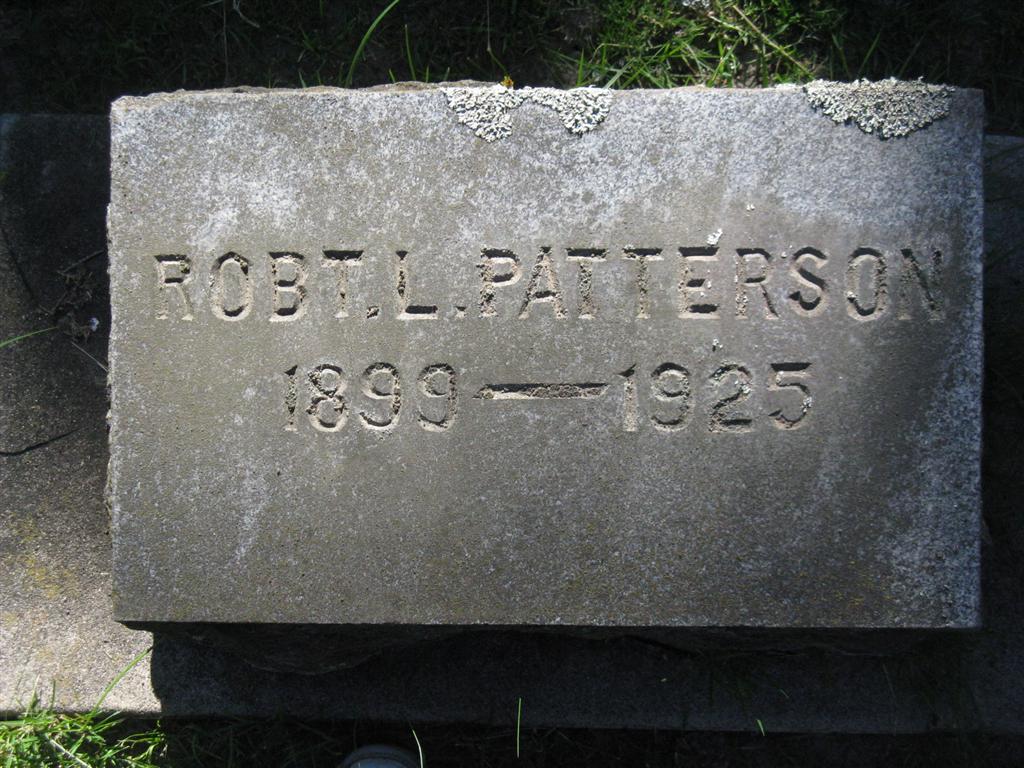 ROBT. L. PATTERSON
1899 — 1925